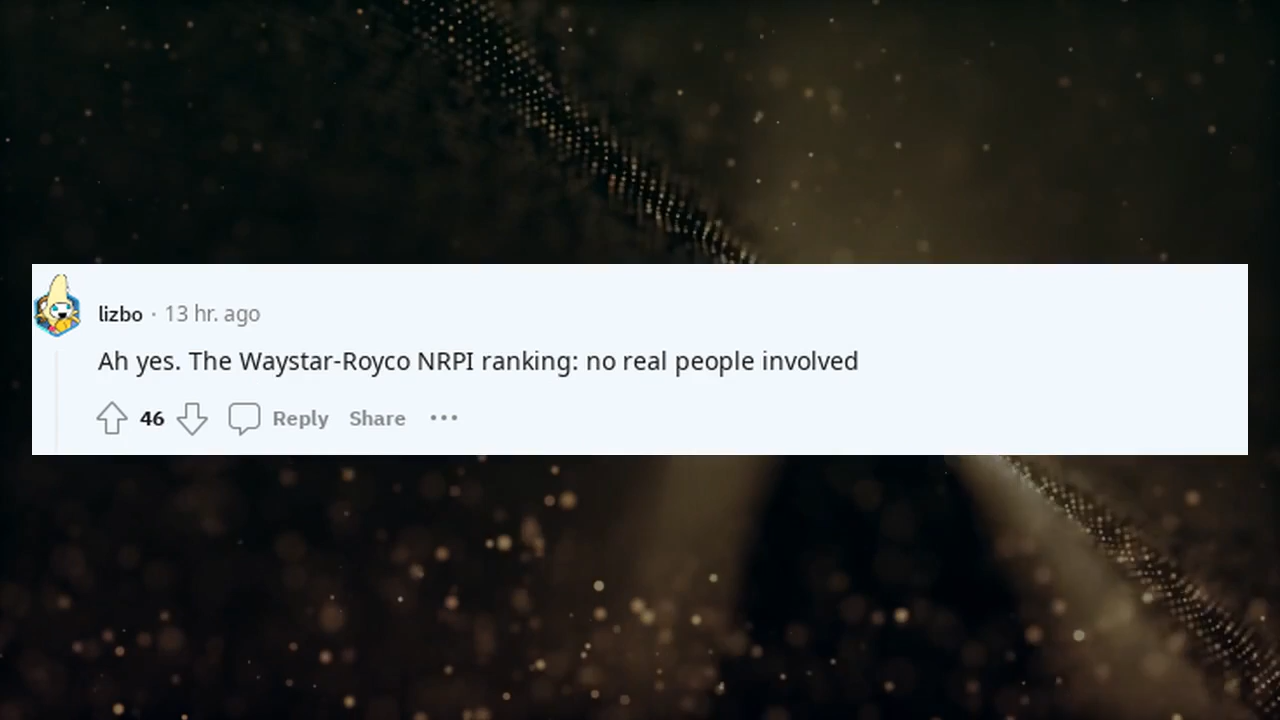 lizbo · 13 hr. ago
Ah yes. The Waystar-Royco NRPI ranking: no real people involved
46 Reply Share ···